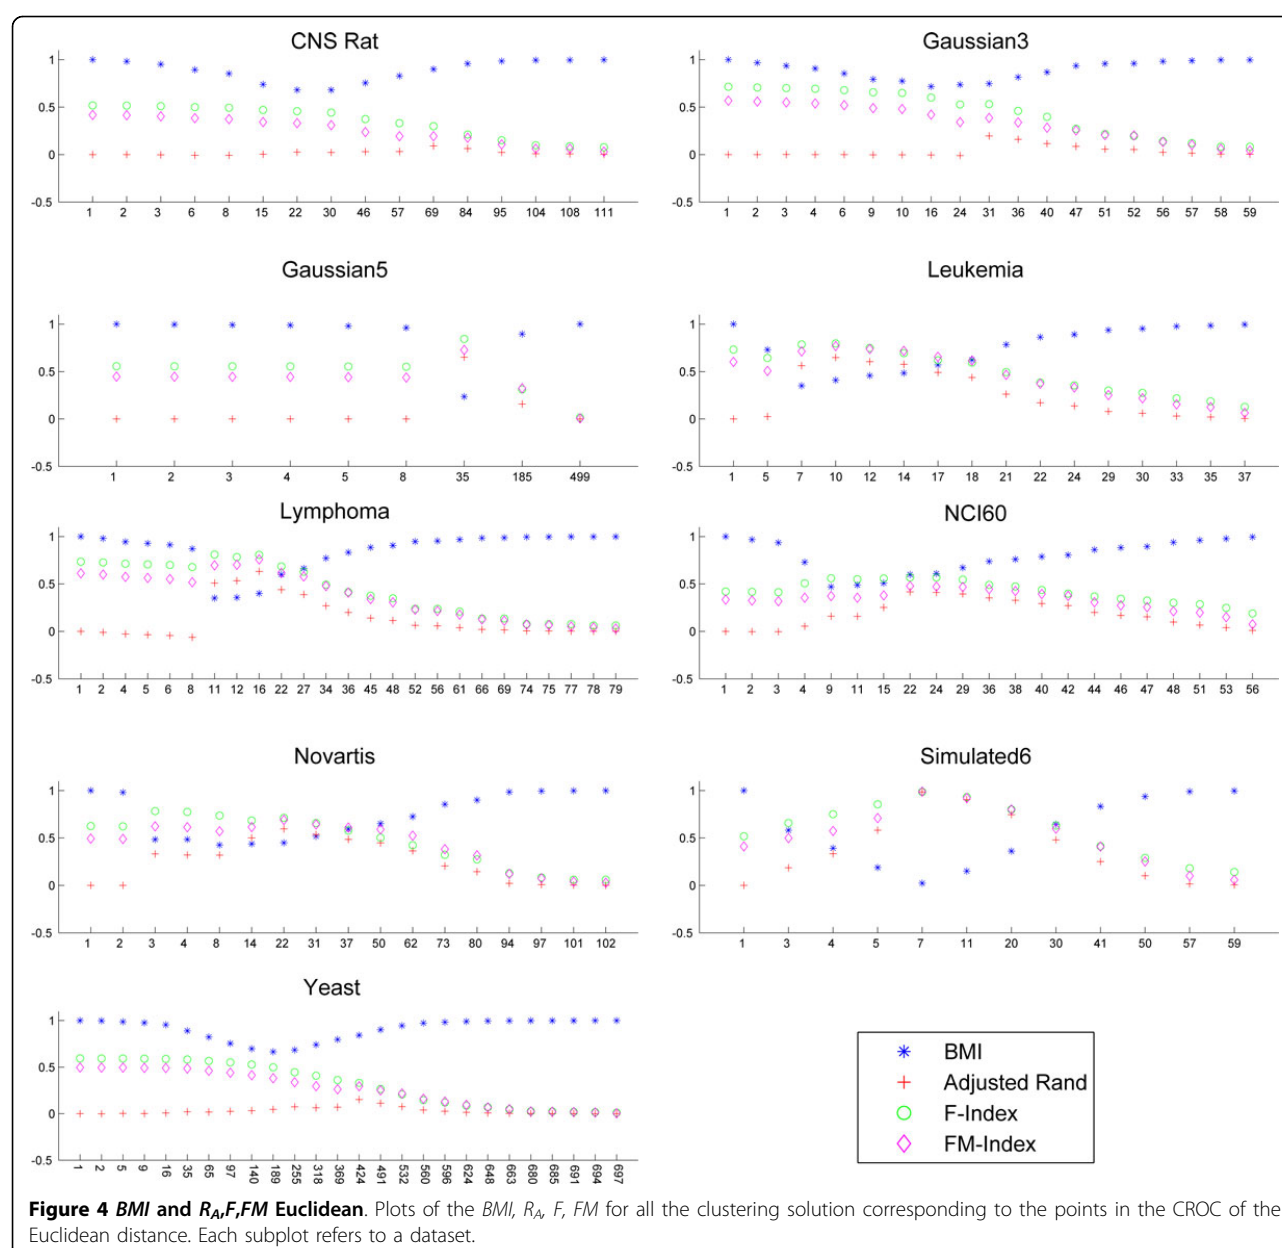 CNS Rat
1
0.5
0
-0.5
1 2 3 6 8 15 22 30 46 57 69 84 95 104 108 111
Gaussian3
1
0.5
0
-0.5
1 2 3 4 6 9 10 16 24 31 36 40 47 51 52 56 57 58 59
Gaussian5
1
0.5
0
-0.5
1 2 3 4 5 8 35 185 499
Leukemia
1
0.5
0
-0.5
1 5 7 10 12 14 17 18 21 22 24 29 30 33 35 37
Lymphoma
1
0.5
0
-0.5
1 2 4 5 6 8 11 12 16 22 27 34 36 45 48 52 56 61 66 69 74 75 77 78 79
NCI60
1
0.5
0
-0.5
1 2 3 4 9 11 15 22 24 29 36 38 40 42 44 46 47 48 51 53 56
Novartis
1
0.5
0
-0.5
1 2 3 4 8 14 22 31 37 50 62 73 80 94 97 101 102
Simulated6
1
0.5
0
-0.5
1 3 4 5 7 11 20 30 41 50 57 59
Yeast
1
0.5
0
-0.5
1 2 5 9 16 35 65 97 140 189 255 318 369 424 491 532 560 596 624 648 663 680 685 691 694 697
BMI
Adjusted Rand
F-Index
FM-Index
Figure 4 BMI and RA,F,FM Euclidean. Plots of the BMI, RA, F, FM for all the clustering solution corresponding to the points in the CROC of the
Euclidean distance. Each subplot refers to a dataset.